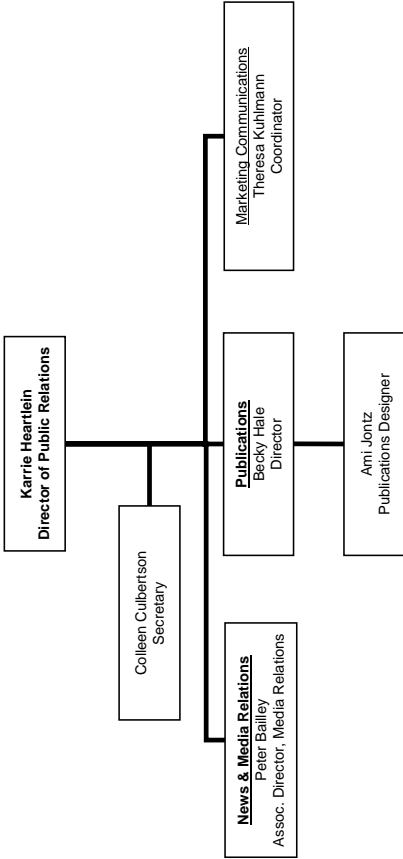 Karrie Heartlein
Director of Public Relations
Colleen Culbertson
Secretary
News & Media Relations
Peter Bailley
Assoc. Director, Media Relations
Publications
Becky Hale
Director
Marketing Communications
Theresa Kuhlmann
Coordinator
Ami Jontz
Publications Designer